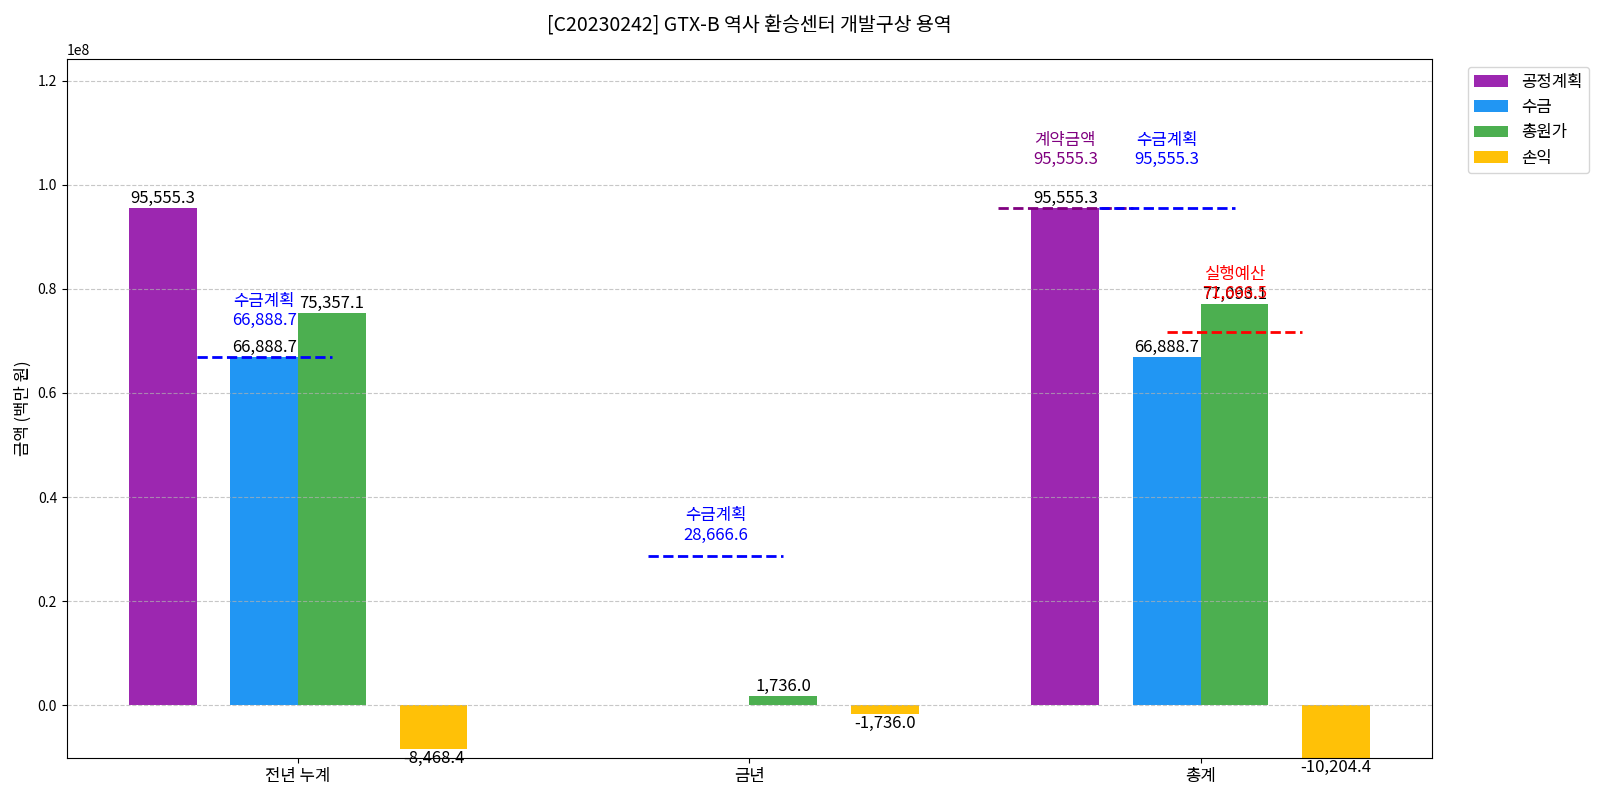 [C20230242] GTX-B 역사 환승센터 개발구상 용역
1e8
금액 (백만 원)
1.2
1.0
0.8
0.6
0.4
0.2
0.0
95,555.3
수금계획
66,888.7
66,888.7
75,357.1
-8,468.4
수금계획
28,666.6
1,736.0
-1,736.0
계약금액
95,555.3
수금계획
95,555.3
95,555.3
66,888.7
실행예산
77,093.1
-10,204.4
전년 누계
금년
총계
공정계획
수금
총원가
손익